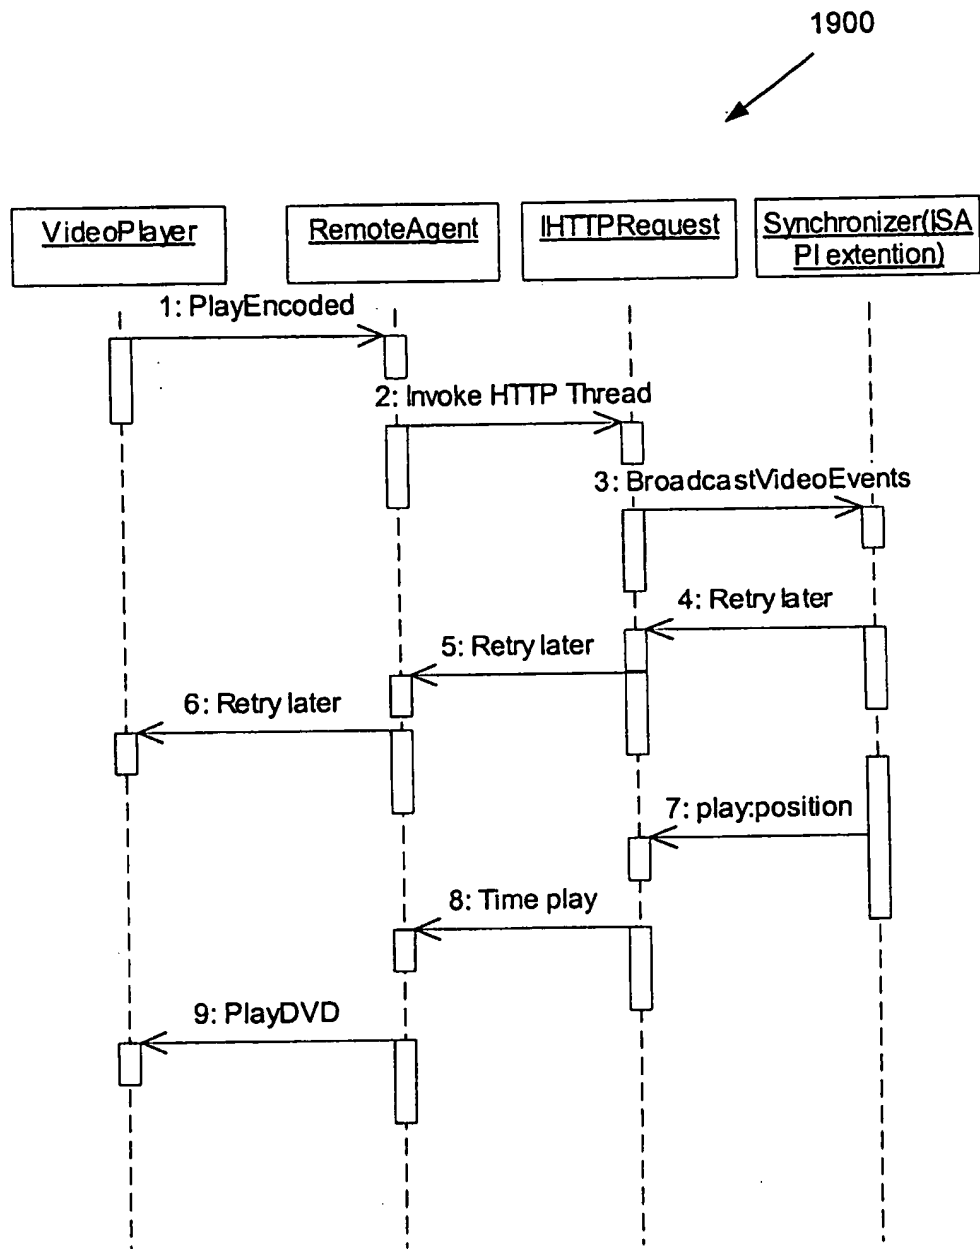 1900
VideoPlayer
RemoteAgent
IHTTPRequest
Synchronizer(ISA
PI extention)
1: PlayEncoded
2: Invoke HTTP Thread
3: BroadcastVideoEvents
4: Retry later
5: Retry later
6: Retry later
7: play:position
8: Time play
9: PlayDVD